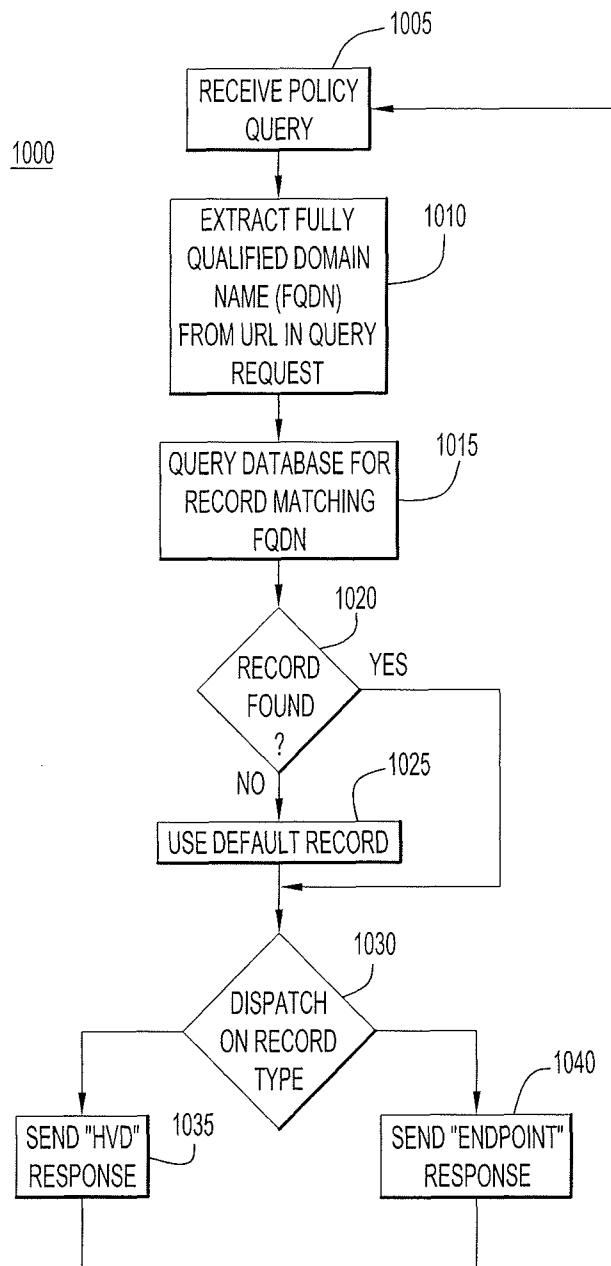 1005
RECEIVE POLICY
QUERY
1000
1010
EXTRACT FULLY
QUALIFIED DOMAIN
NAME (FQDN)
FROM URL IN QUERY
REQUEST
1015
QUERY DATABASE FOR
RECORD MATCHING
FQDN
1020
RECORD
FOUND
?
YES
NO
1025
USE DEFAULT RECORD
1030
DISPATCH
ON RECORD
TYPE
1035
SEND "HVD"
RESPONSE
1040
SEND "ENDPOINT"
RESPONSE